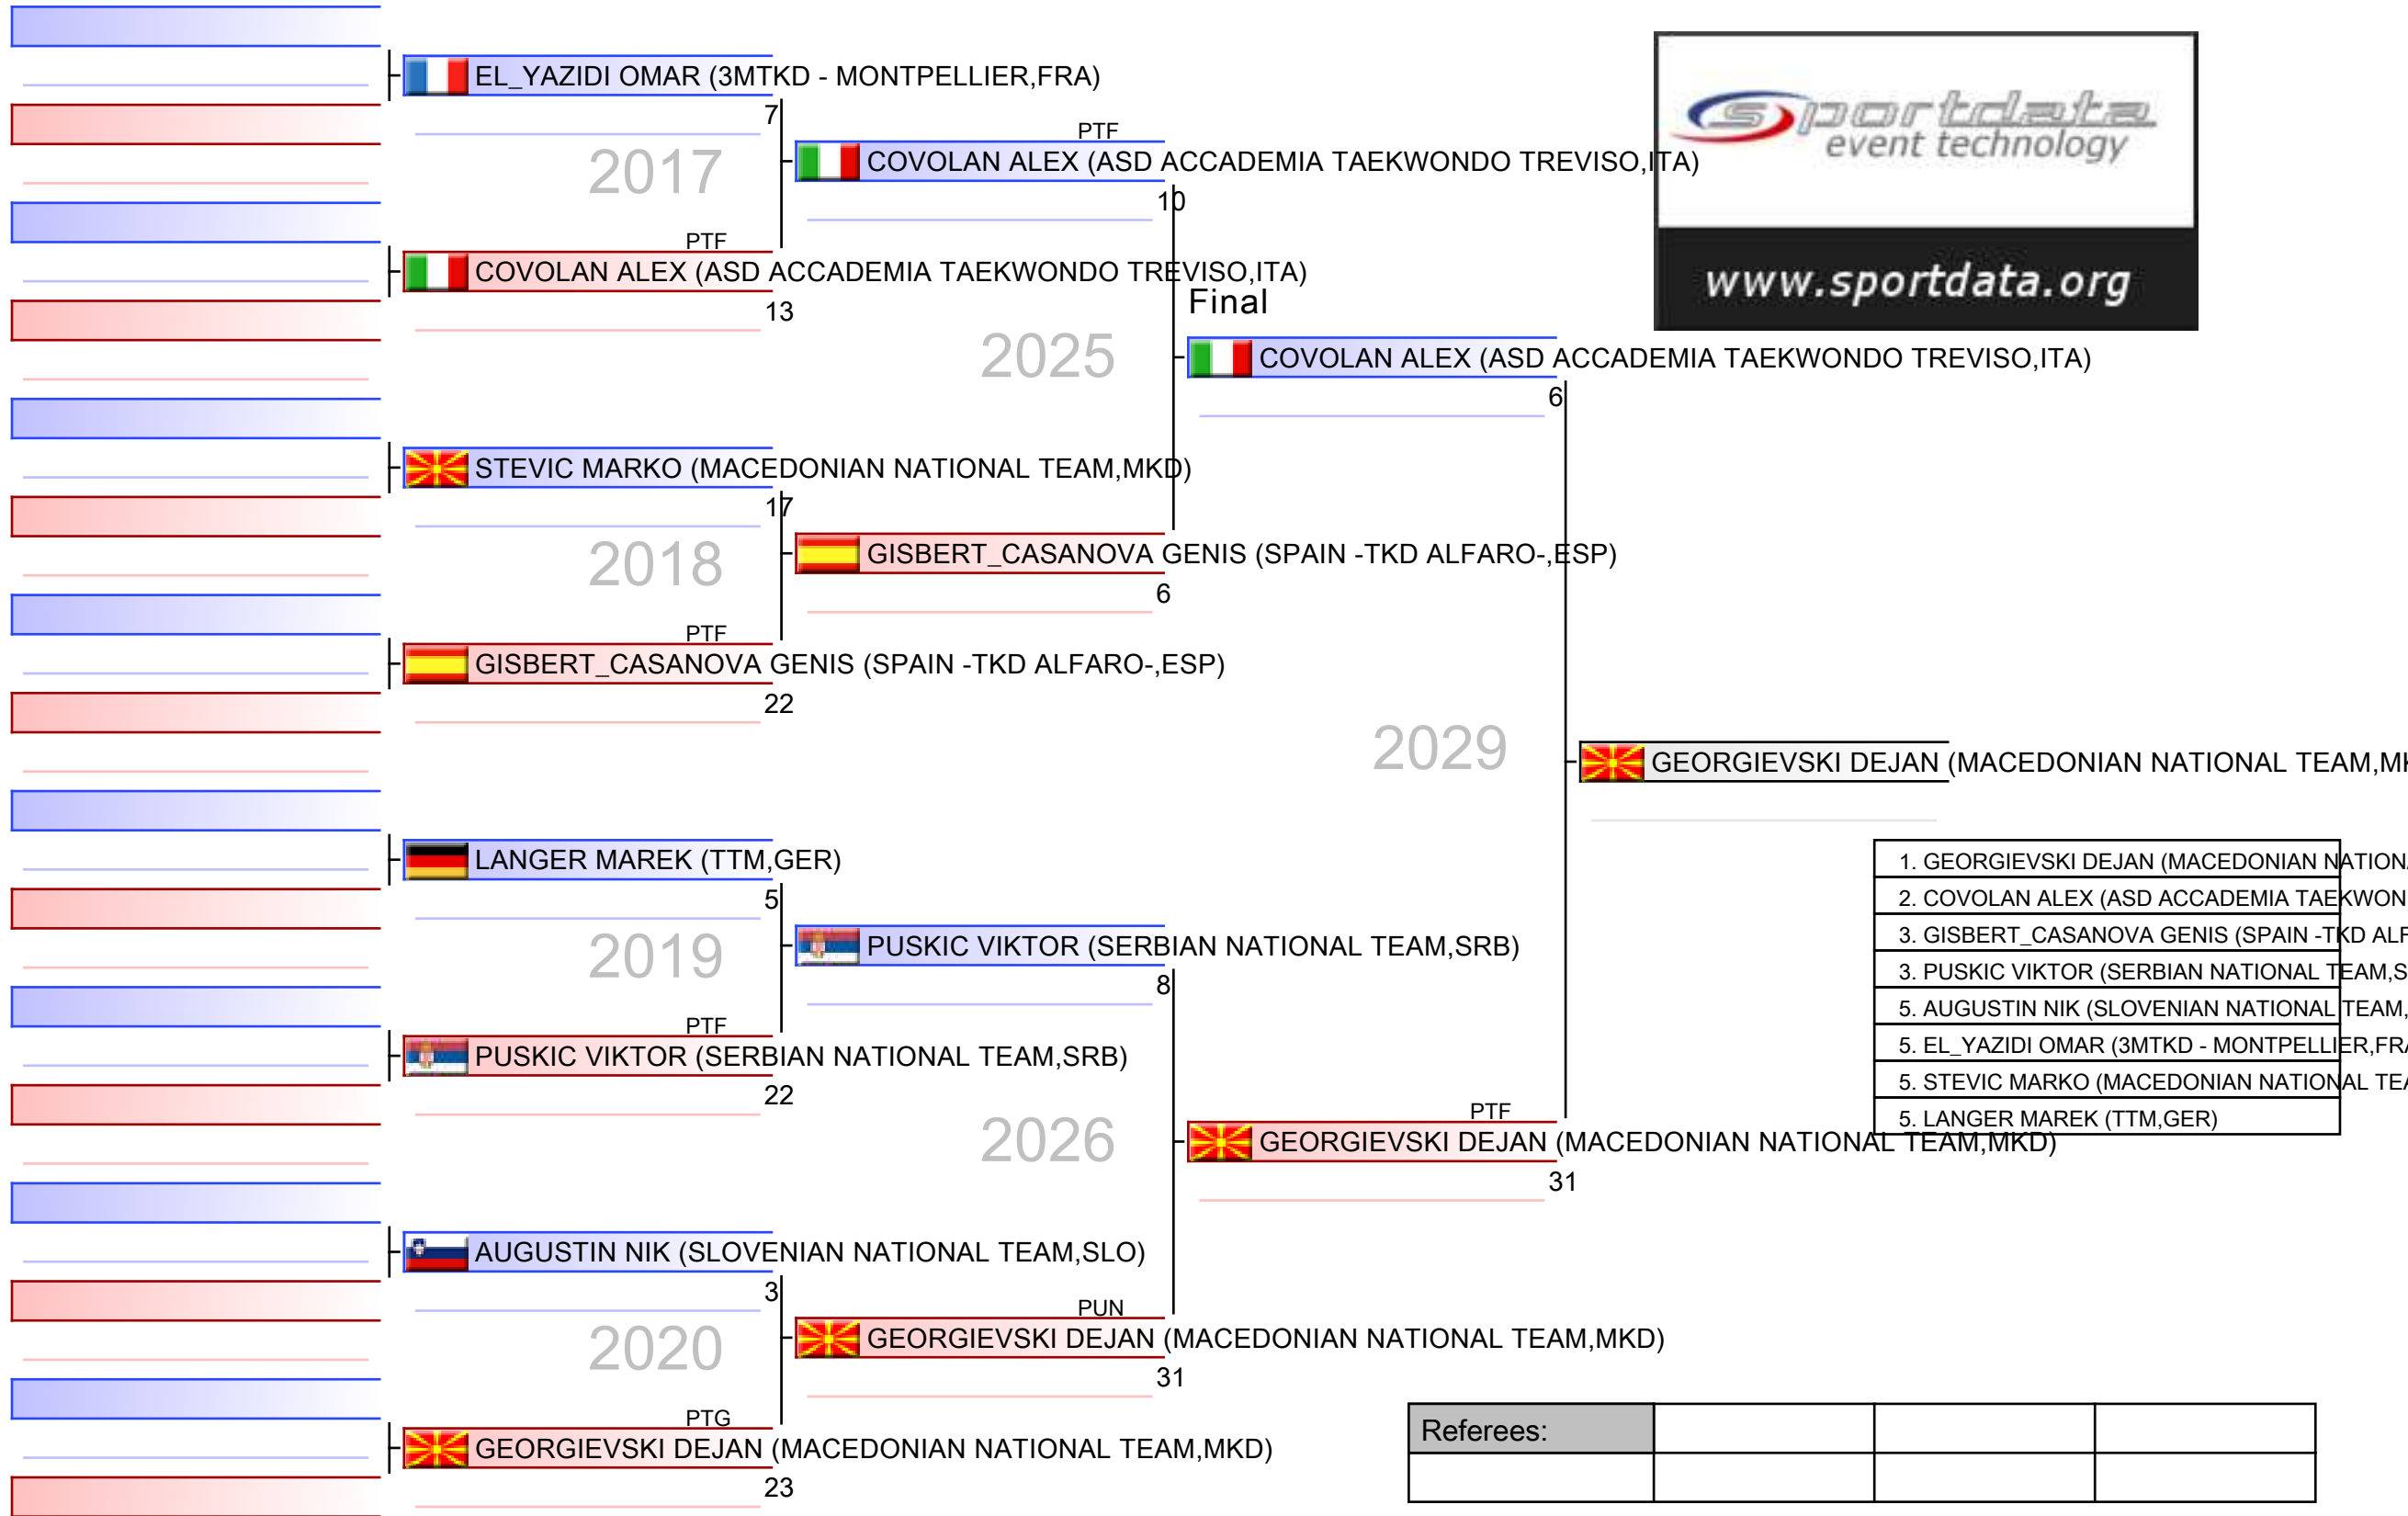 EL_YAZIDI OMAR (3MTKD - MONTPELLIER,FRA)
7
2017
PTF
COVOLAN ALEX (ASD ACCADEMIA TAEKWONDO TREVISO,ITA)
13
PTF
COVOLAN ALEX (ASD ACCADEMIA TAEKWONDO TREVISO,ITA)
10
2025
STEVIC MARKO (MACEDONIAN NATIONAL TEAM,MKD)
17
2018
PTF
GISBERT_CASANOVA GENIS (SPAIN -TKD ALFARO-,ESP)
22
GISBERT_CASANOVA GENIS (SPAIN -TKD ALFARO-,ESP)
6
Final
COVOLAN ALEX (ASD ACCADEMIA TAEKWONDO TREVISO,ITA)
6
2029
LANGER MAREK (TTM,GER)
5
2019
PTF
PUSKIC VIKTOR (SERBIAN NATIONAL TEAM,SRB)
22
PUSKIC VIKTOR (SERBIAN NATIONAL TEAM,SRB)
8
2026
AUGUSTIN NIK (SLOVENIAN NATIONAL TEAM,SLO)
3
2020
PTG
GEORGIEVSKI DEJAN (MACEDONIAN NATIONAL TEAM,MKD)
23
PUN
GEORGIEVSKI DEJAN (MACEDONIAN NATIONAL TEAM,MKD)
31
PTF
GEORGIEVSKI DEJAN (MACEDONIAN NATIONAL TEAM,MKD)
31
GEORGIEVSKI DEJAN (MACEDONIAN NATIONAL TEAM,M
sportdata
event technology
www.sportdata.org
1. GEORGIEVSKI DEJAN (MACEDONIAN NATION
2. COVOLAN ALEX (ASD ACCADEMIA TAEKWON
3. GISBERT_CASANOVA GENIS (SPAIN -TKD ALF
3. PUSKIC VIKTOR (SERBIAN NATIONAL TEAM,S
5. AUGUSTIN NIK (SLOVENIAN NATIONAL TEAM,
5. EL_YAZIDI OMAR (3MTKD - MONTPELLIER,FRA
5. STEVIC MARKO (MACEDONIAN NATIONAL TEA
5. LANGER MAREK (TTM,GER)
Referees: